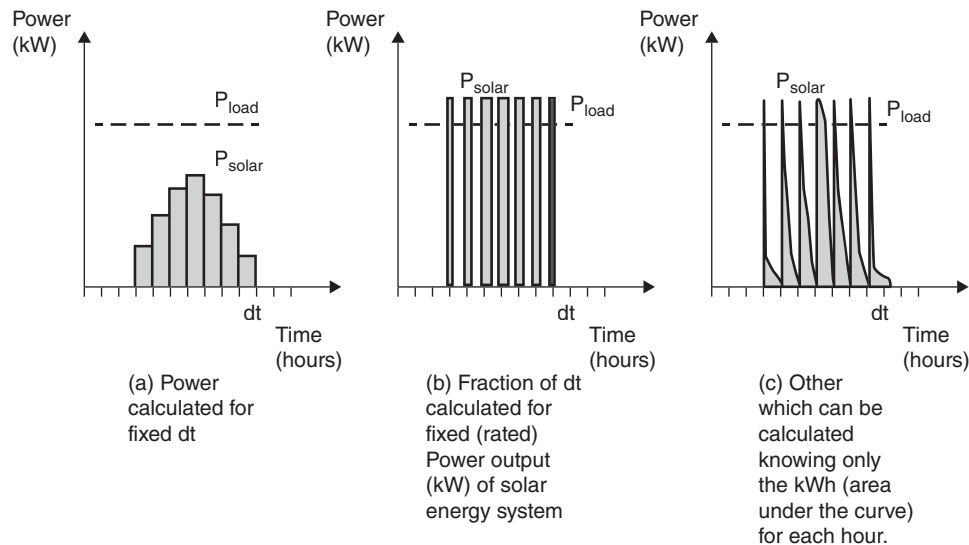 Power
(kW)
P_load
P_solar
dt
Time
(hours)
(a) Power
calculated for
fixed dt
Power
(kW)
P_solar
P_load
dt
Time
(hours)
(b) Fraction of dt
calculated for
fixed (rated)
Power output
(kW) of solar
energy system
Power
(kW)
P_solar
P_load
dt
Time
(hours)
(c) Other
which can be
calculated
knowing only
the kWh (area
under the curve)
for each hour.